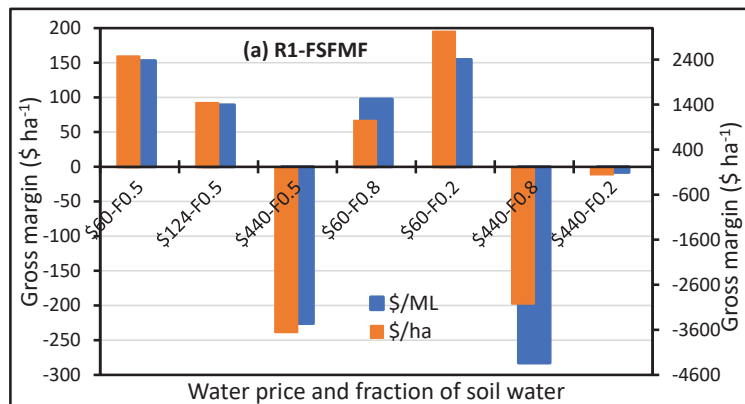 (a) R1-FSFMF
Gross margin ($ ha-1)
200
150
100
50
0
-50
-100
-150
-200
-250
-300
2400
1400
400
-600
-1600
-2600
-3600
-4600
Gross margin ($ ha-1)
$60-F0.5
$124-F0.5
$440-F0.5
$60-F0.8
$60-F0.2
$440-F0.8
$440-F0.2
$/ML
$/ha
Water price and fraction of soil water